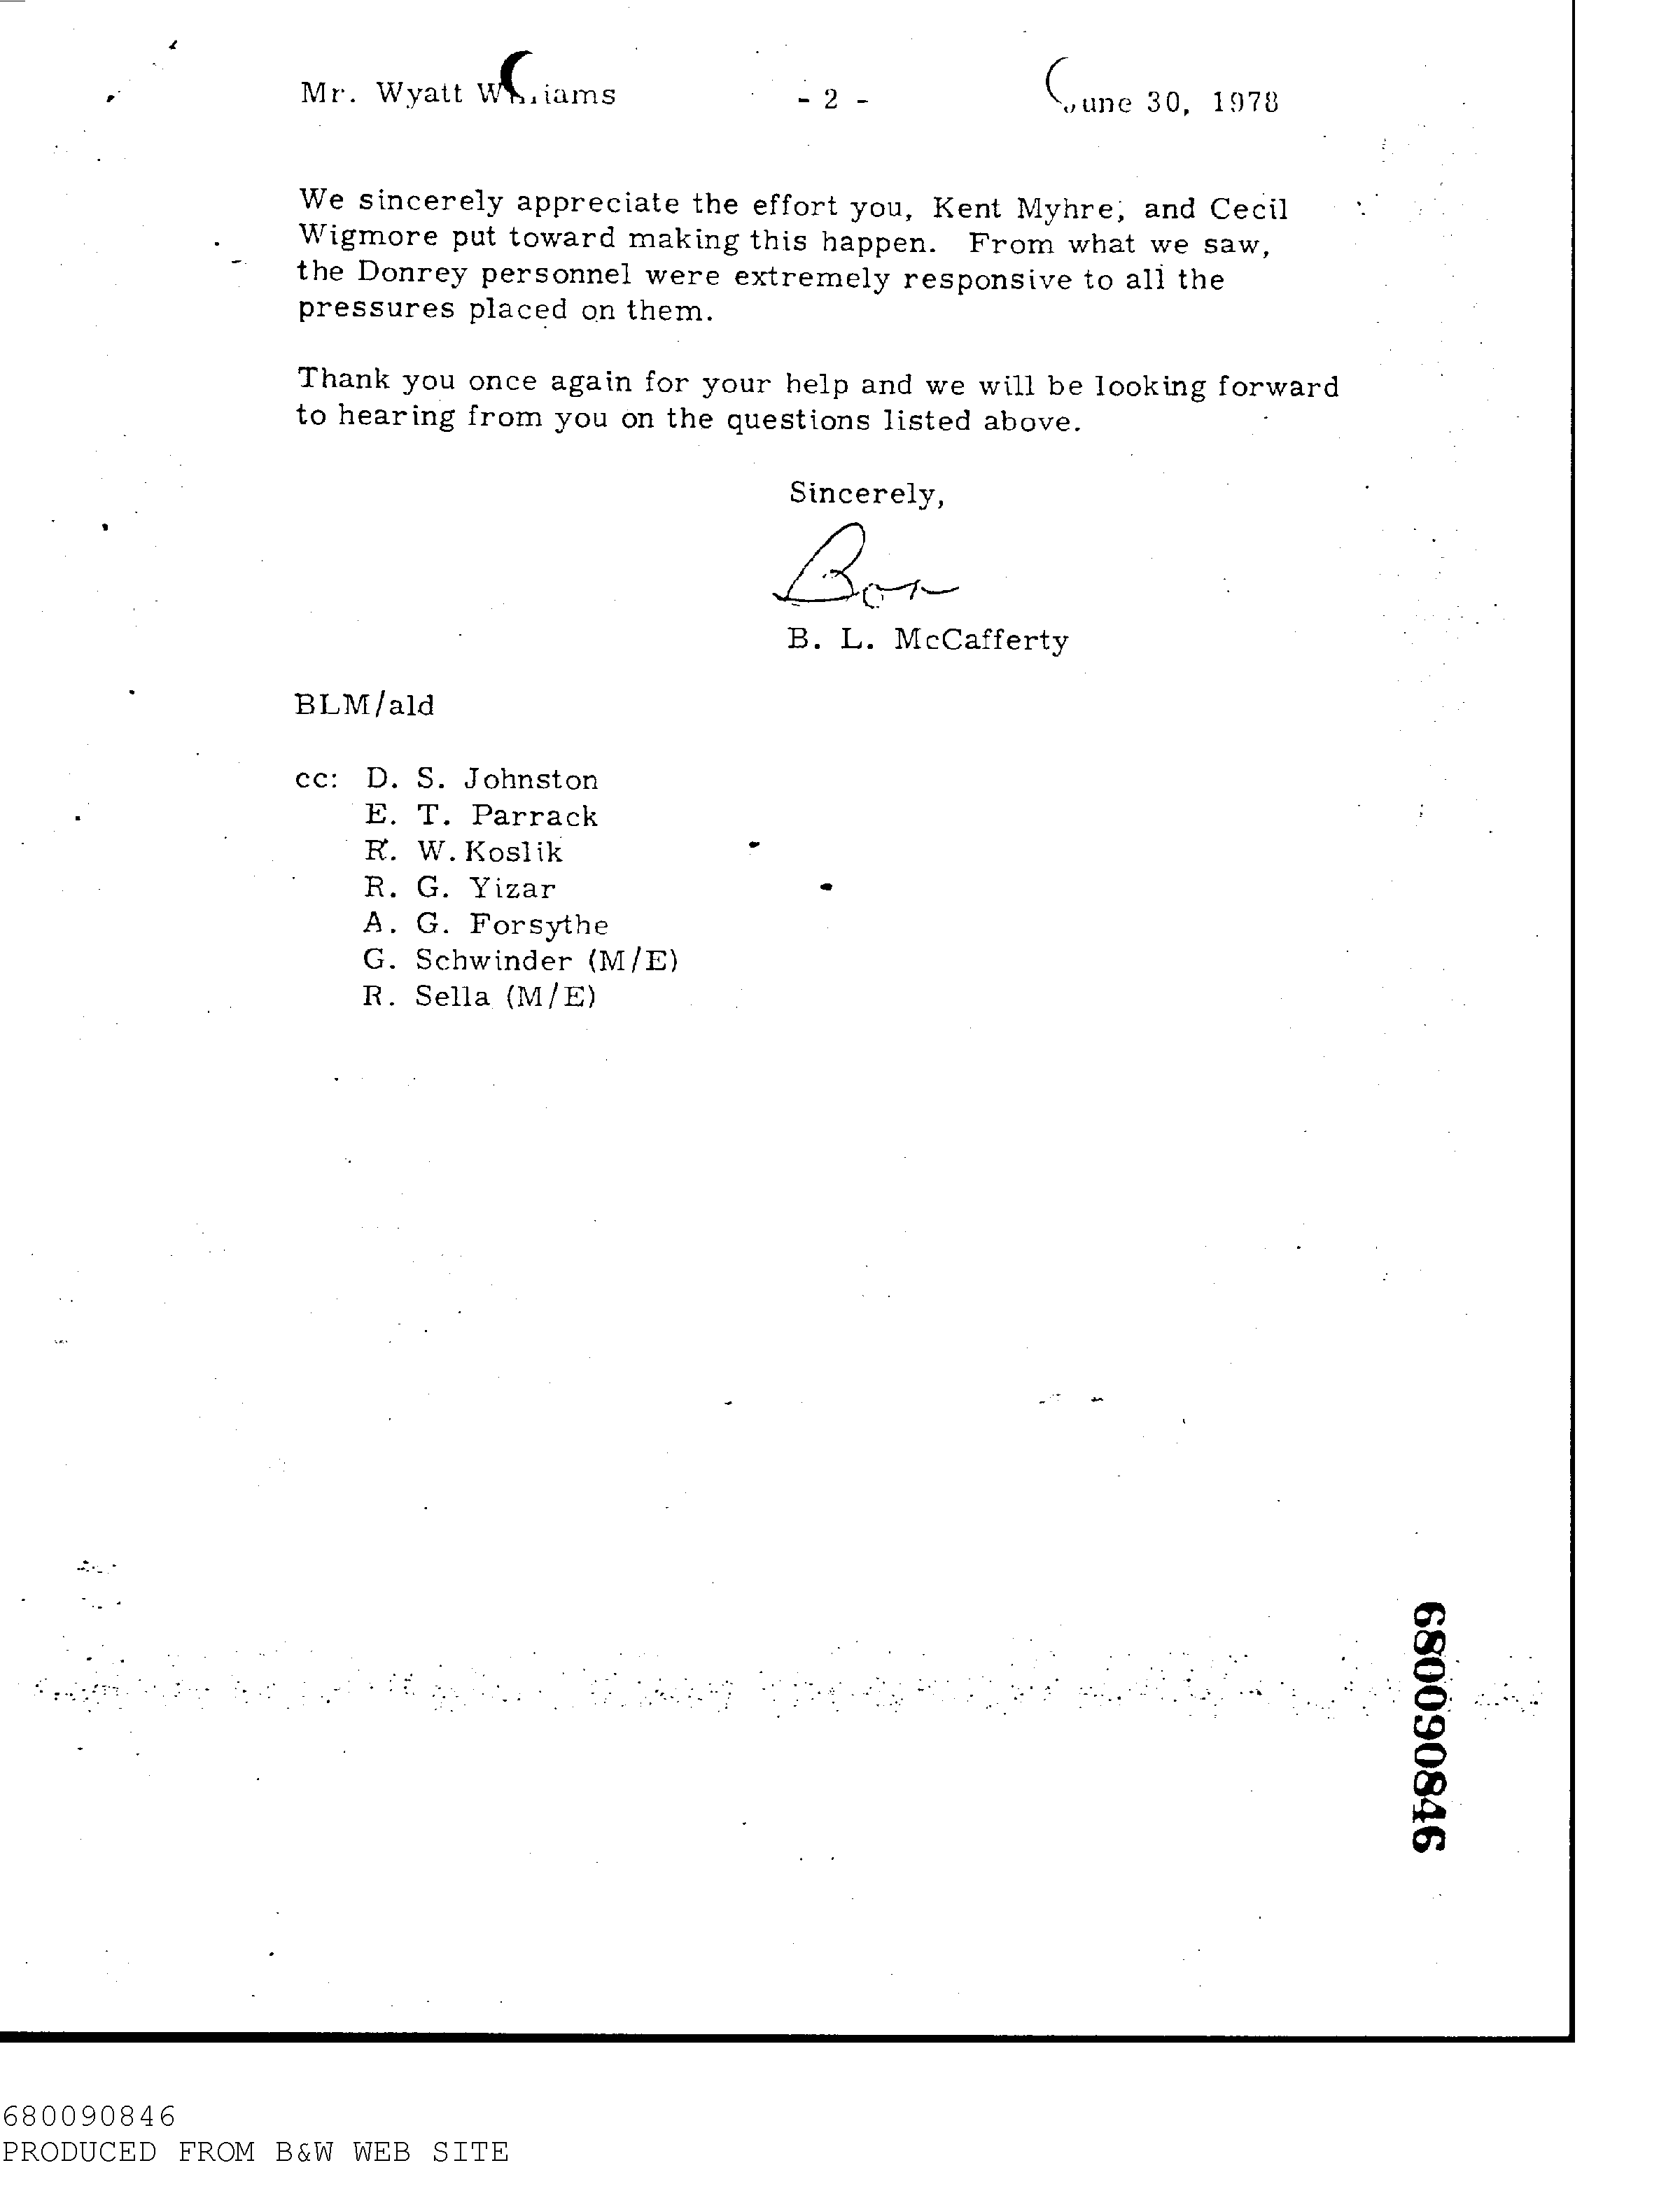 Mr. Wyatt Williams - 2 - June 30, 1978
We sincerely appreciate the effort you, Kent Myhre, and Cecil
Wigmore put toward making this happen. From what we saw,
the Donrey personnel were extremely responsive to all the
pressures placed on them.
Thank you once again for your help and we will be looking forward
to hearing from you on the questions listed above.
Sincerely,
B. L. McCafferty
BLM/ald
cc: D. S. Johnston
E. T. Parrack
R. W. Koslik
R. G. Yizar
A. G. Forsythe
G. Schwinder (M/E)
R. Sella (M/E)
680090846
680090846
PRODUCED FROM B&W WEB SITE